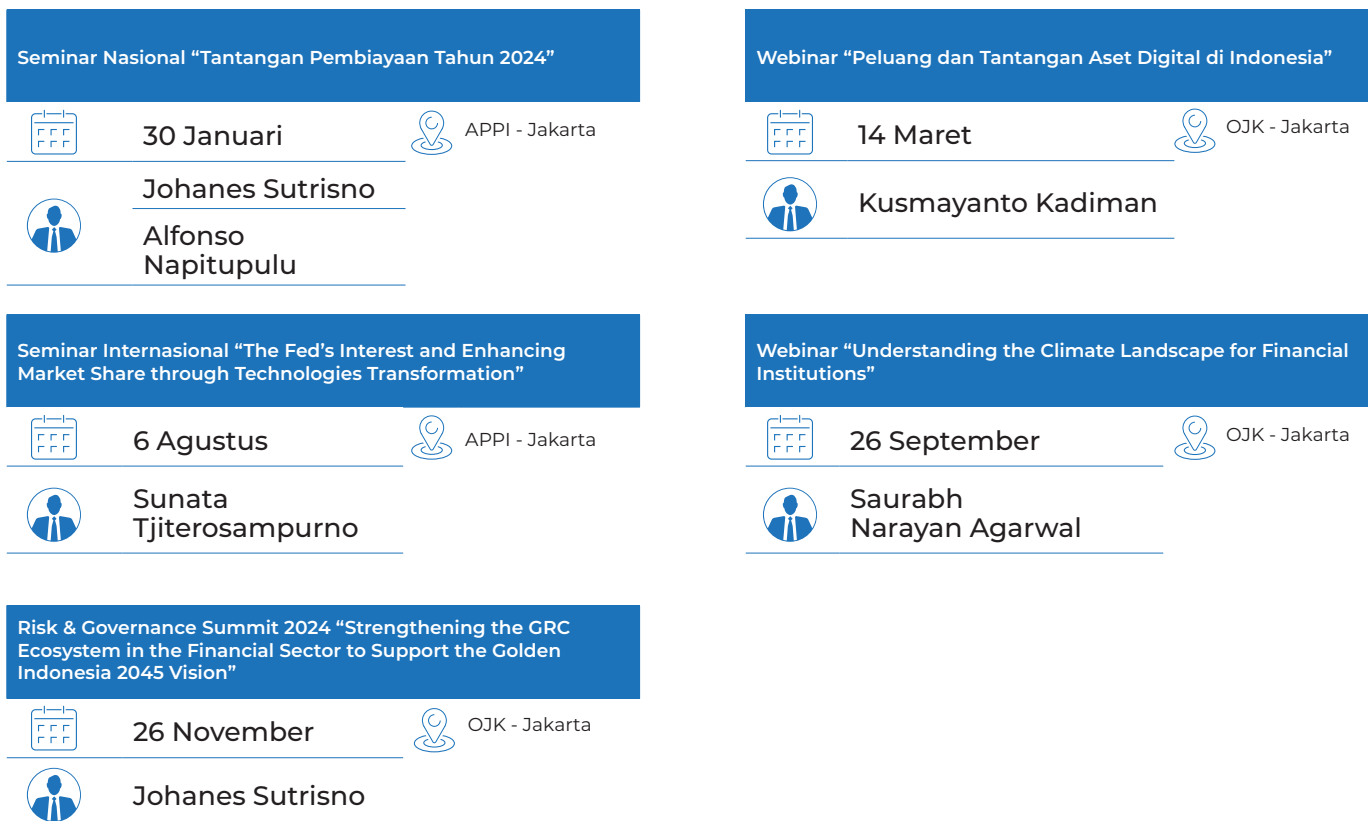 Seminar Nasional “Tantangan Pembiayaan Tahun 2024”
30 Januari
APPI - Jakarta
Johanes Sutrisno
Alfonso
Napitupulu
Webinar “Peluang dan Tantangan Aset Digital di Indonesia”
14 Maret
OJK - Jakarta
Kusmayanto Kadiman
Seminar Internasional “The Fed’s Interest and Enhancing
Market Share through Technologies Transformation”
6 Agustus
APPI - Jakarta
Sunata
Tjiterosampurno
Webinar “Understanding the Climate Landscape for Financial
Institutions”
26 September
OJK - Jakarta
Saurabh
Narayan Agarwal
Risk & Governance Summit 2024 “Strengthening the GRC
Ecosystem in the Financial Sector to Support the Golden
Indonesia 2045 Vision”
26 November
OJK - Jakarta
Johanes Sutrisno